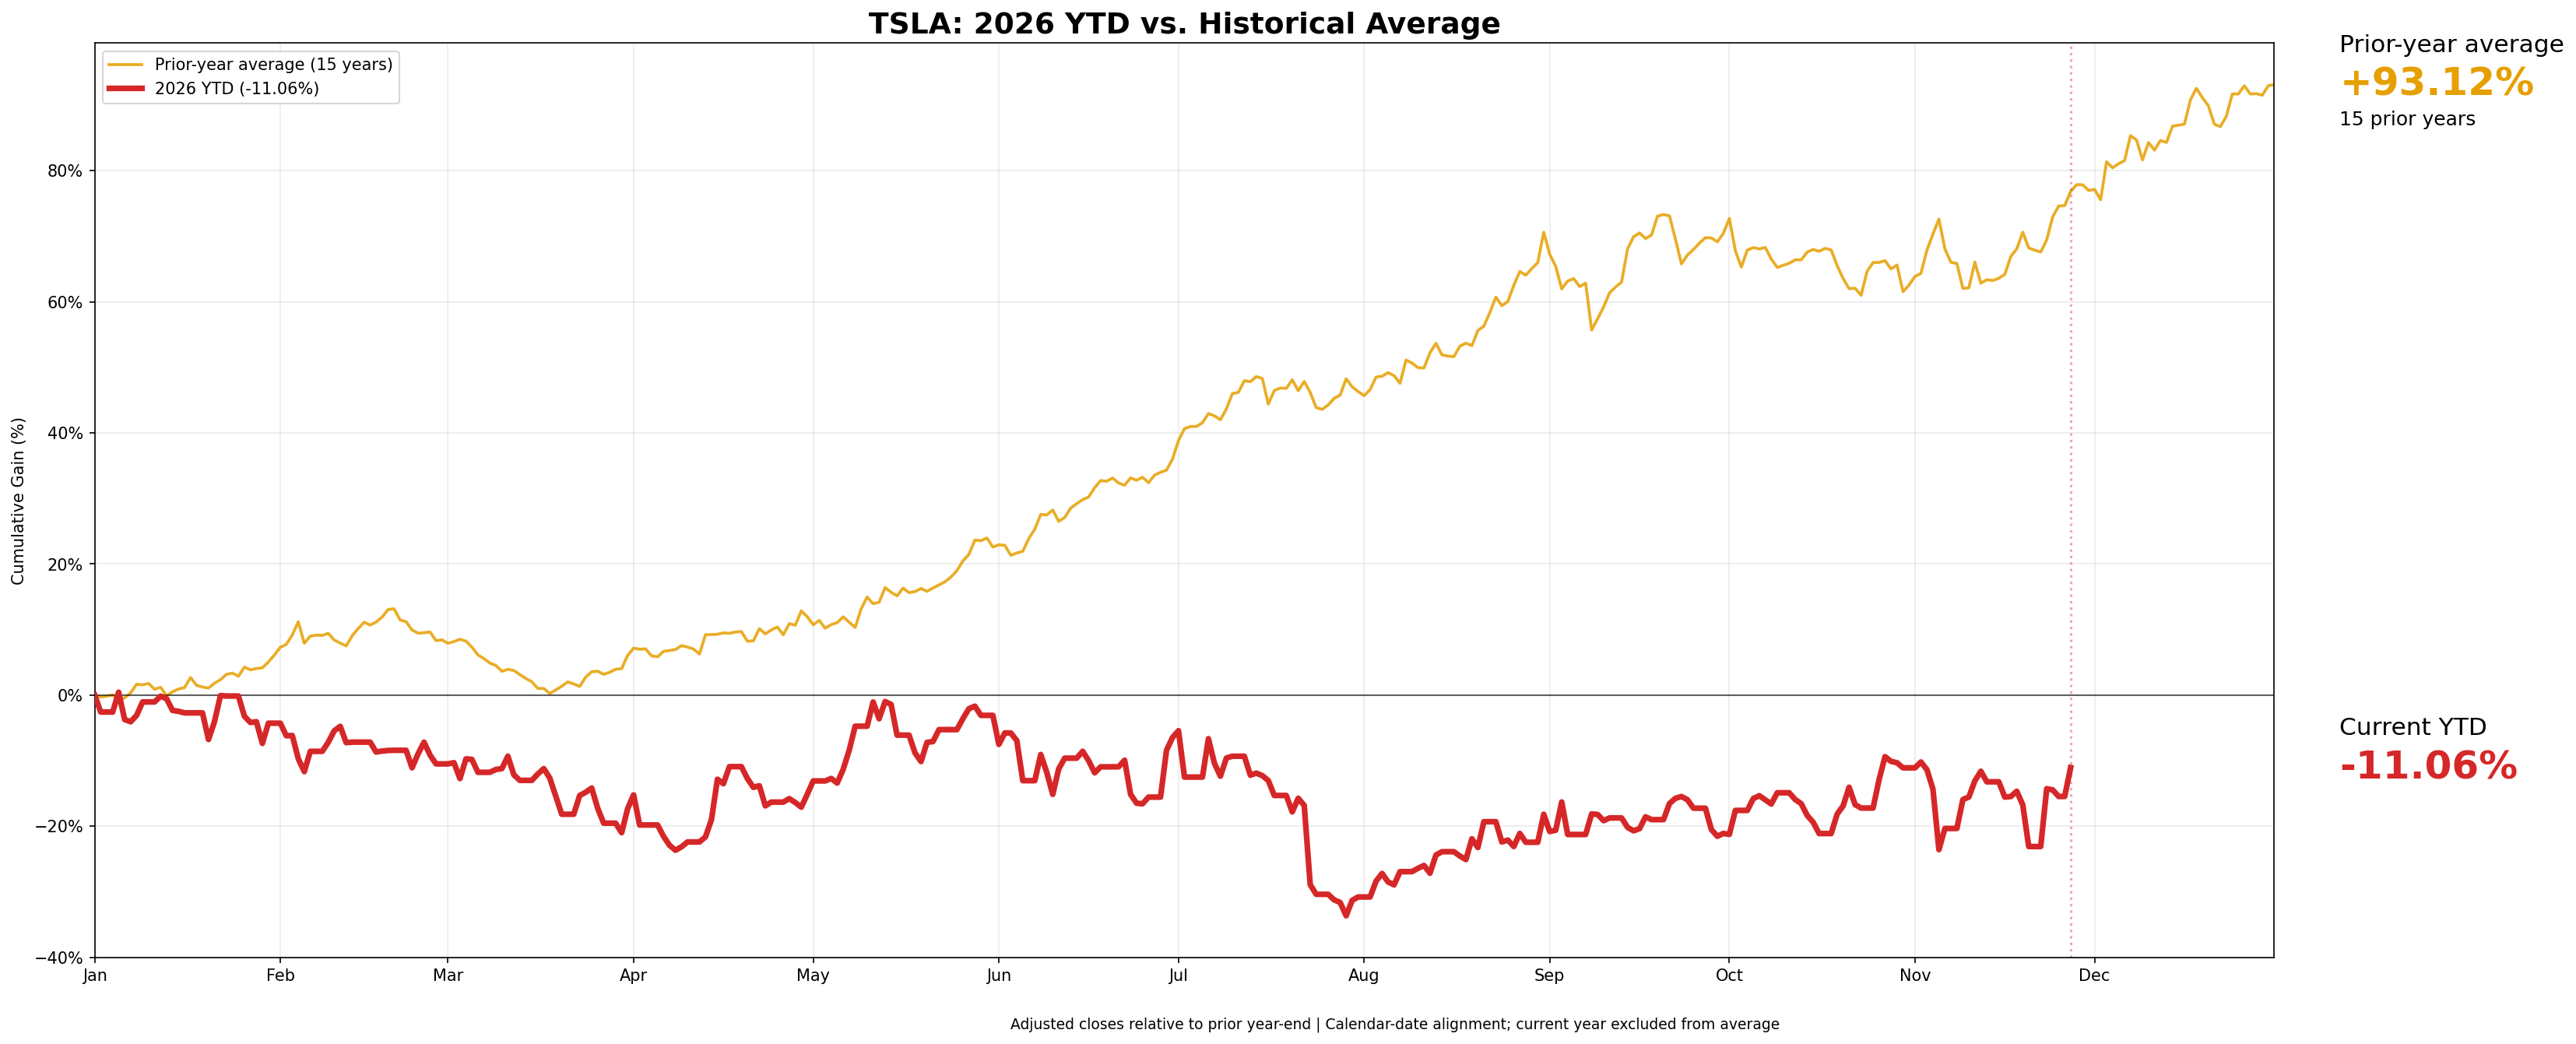 TSLA: 2026 YTD vs. Historical Average
Prior-year average (15 years)
2026 YTD (-11.06%)
Prior-year average
+93.12%
15 prior years
Cumulative Gain (%)
80%
60%
40%
20%
0%
−20%
−40%
Current YTD
-11.06%
Jan Feb Mar Apr May Jun Jul Aug Sep Oct Nov Dec
Adjusted closes relative to prior year-end | Calendar-date alignment; current year excluded from average